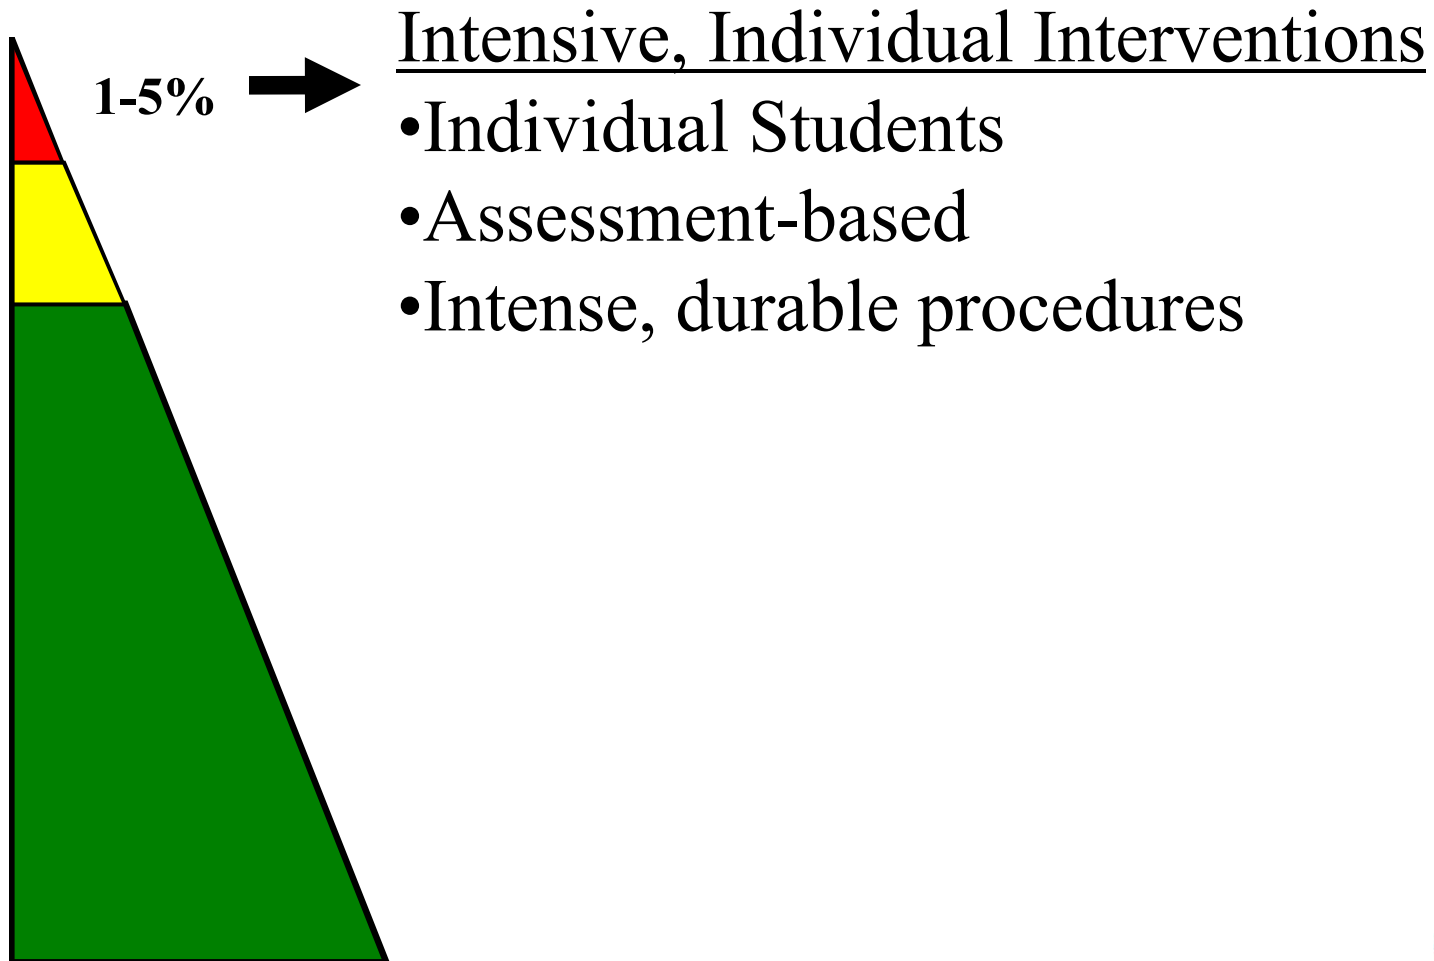 Intensive, Individual Interventions
1-5%
•Individual Students
•Assessment-based
•Intense, durable procedures